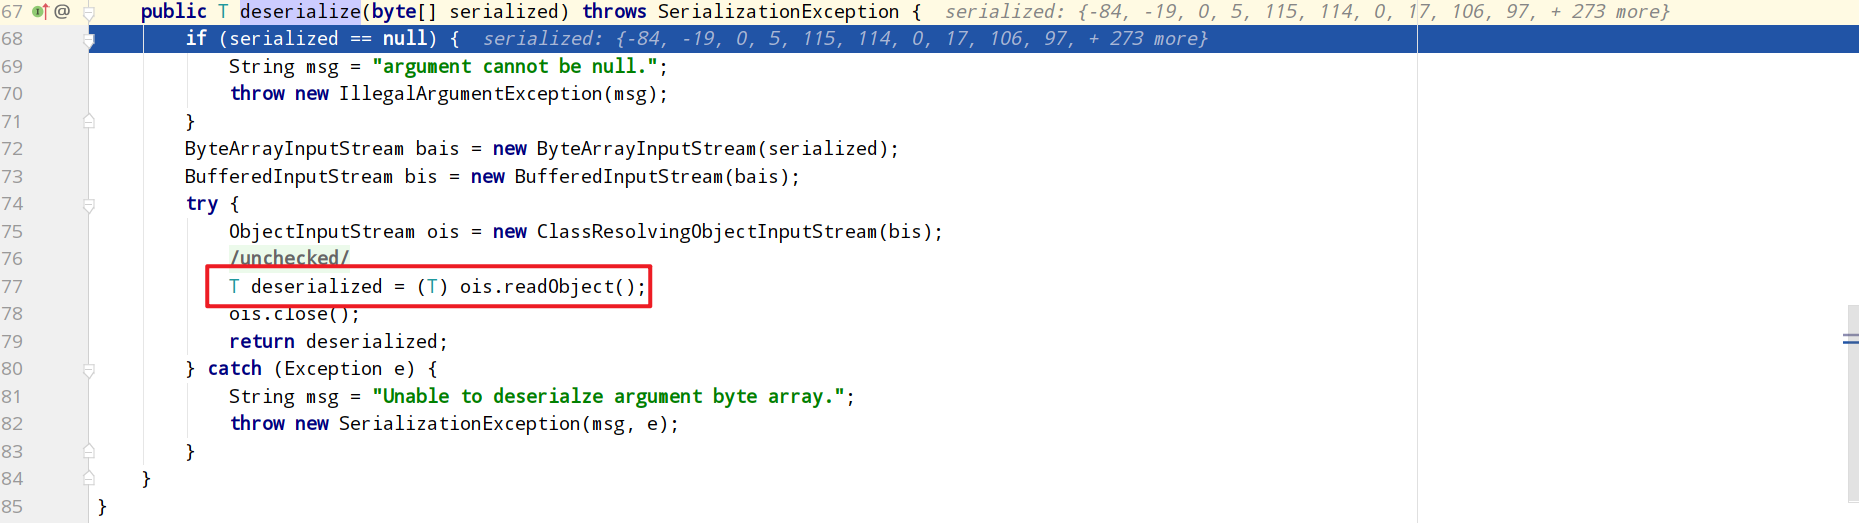 67 @ public T deserialize(byte[] serialized) throws SerializationException { serialized: {-84, -19, 0, 5, 115, 114, 0, 17, 106, 97, + 273 more}
68 if (serialized == null) { serialized: {-84, -19, 0, 5, 115, 114, 0, 17, 106, 97, + 273 more}
69 String msg = "argument cannot be null.";
70 throw new IllegalArgumentException(msg);
71 }
72 ByteArrayInputStream bais = new ByteArrayInputStream(serialized);
73 BufferedInputStream bis = new BufferedInputStream(bais);
74 try {
75 ObjectInputStream ois = new ClassResolvingObjectInputStream(bis);
76 /unchecked/
77 T deserialized = (T) ois.readObject();
78 ois.close();
79 return deserialized;
80 } catch (Exception e) {
81 String msg = "Unable to deserialze argument byte array.";
82 throw new SerializationException(msg, e);
83 }
84 }
85 }